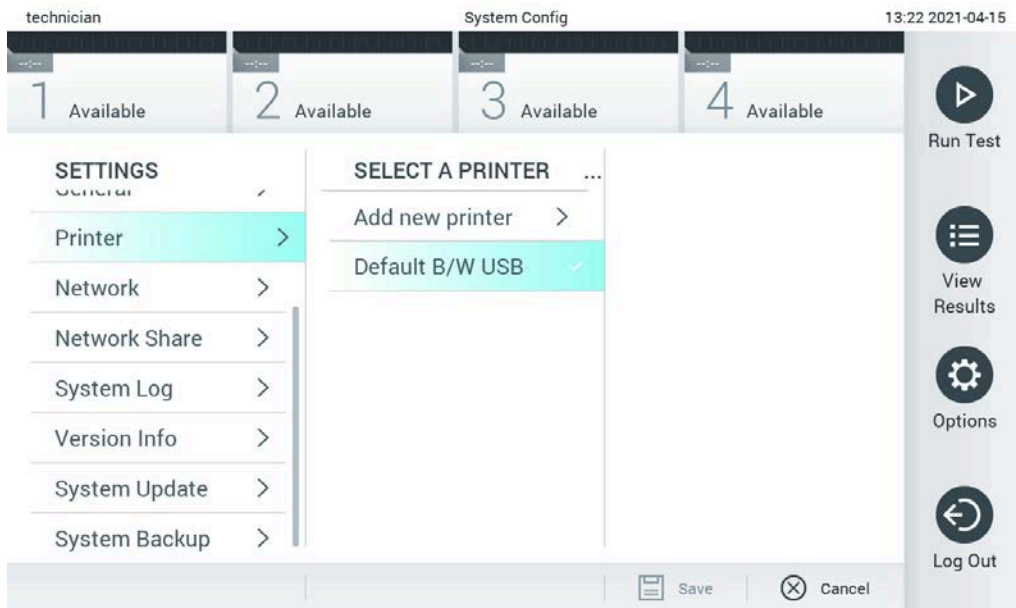 technician System Config 13:22 2021-04-15
--:-- --:-- --:-- --:--
1 Available 2 Available 3 Available 4 Available
Run Test
SETTINGS SELECT A PRINTER ...
General
Add new printer
Printer
Default B/W USB
Network
View
Results
Network Share
System Log
Options
Version Info
System Update
System Backup
Log Out
Save Cancel